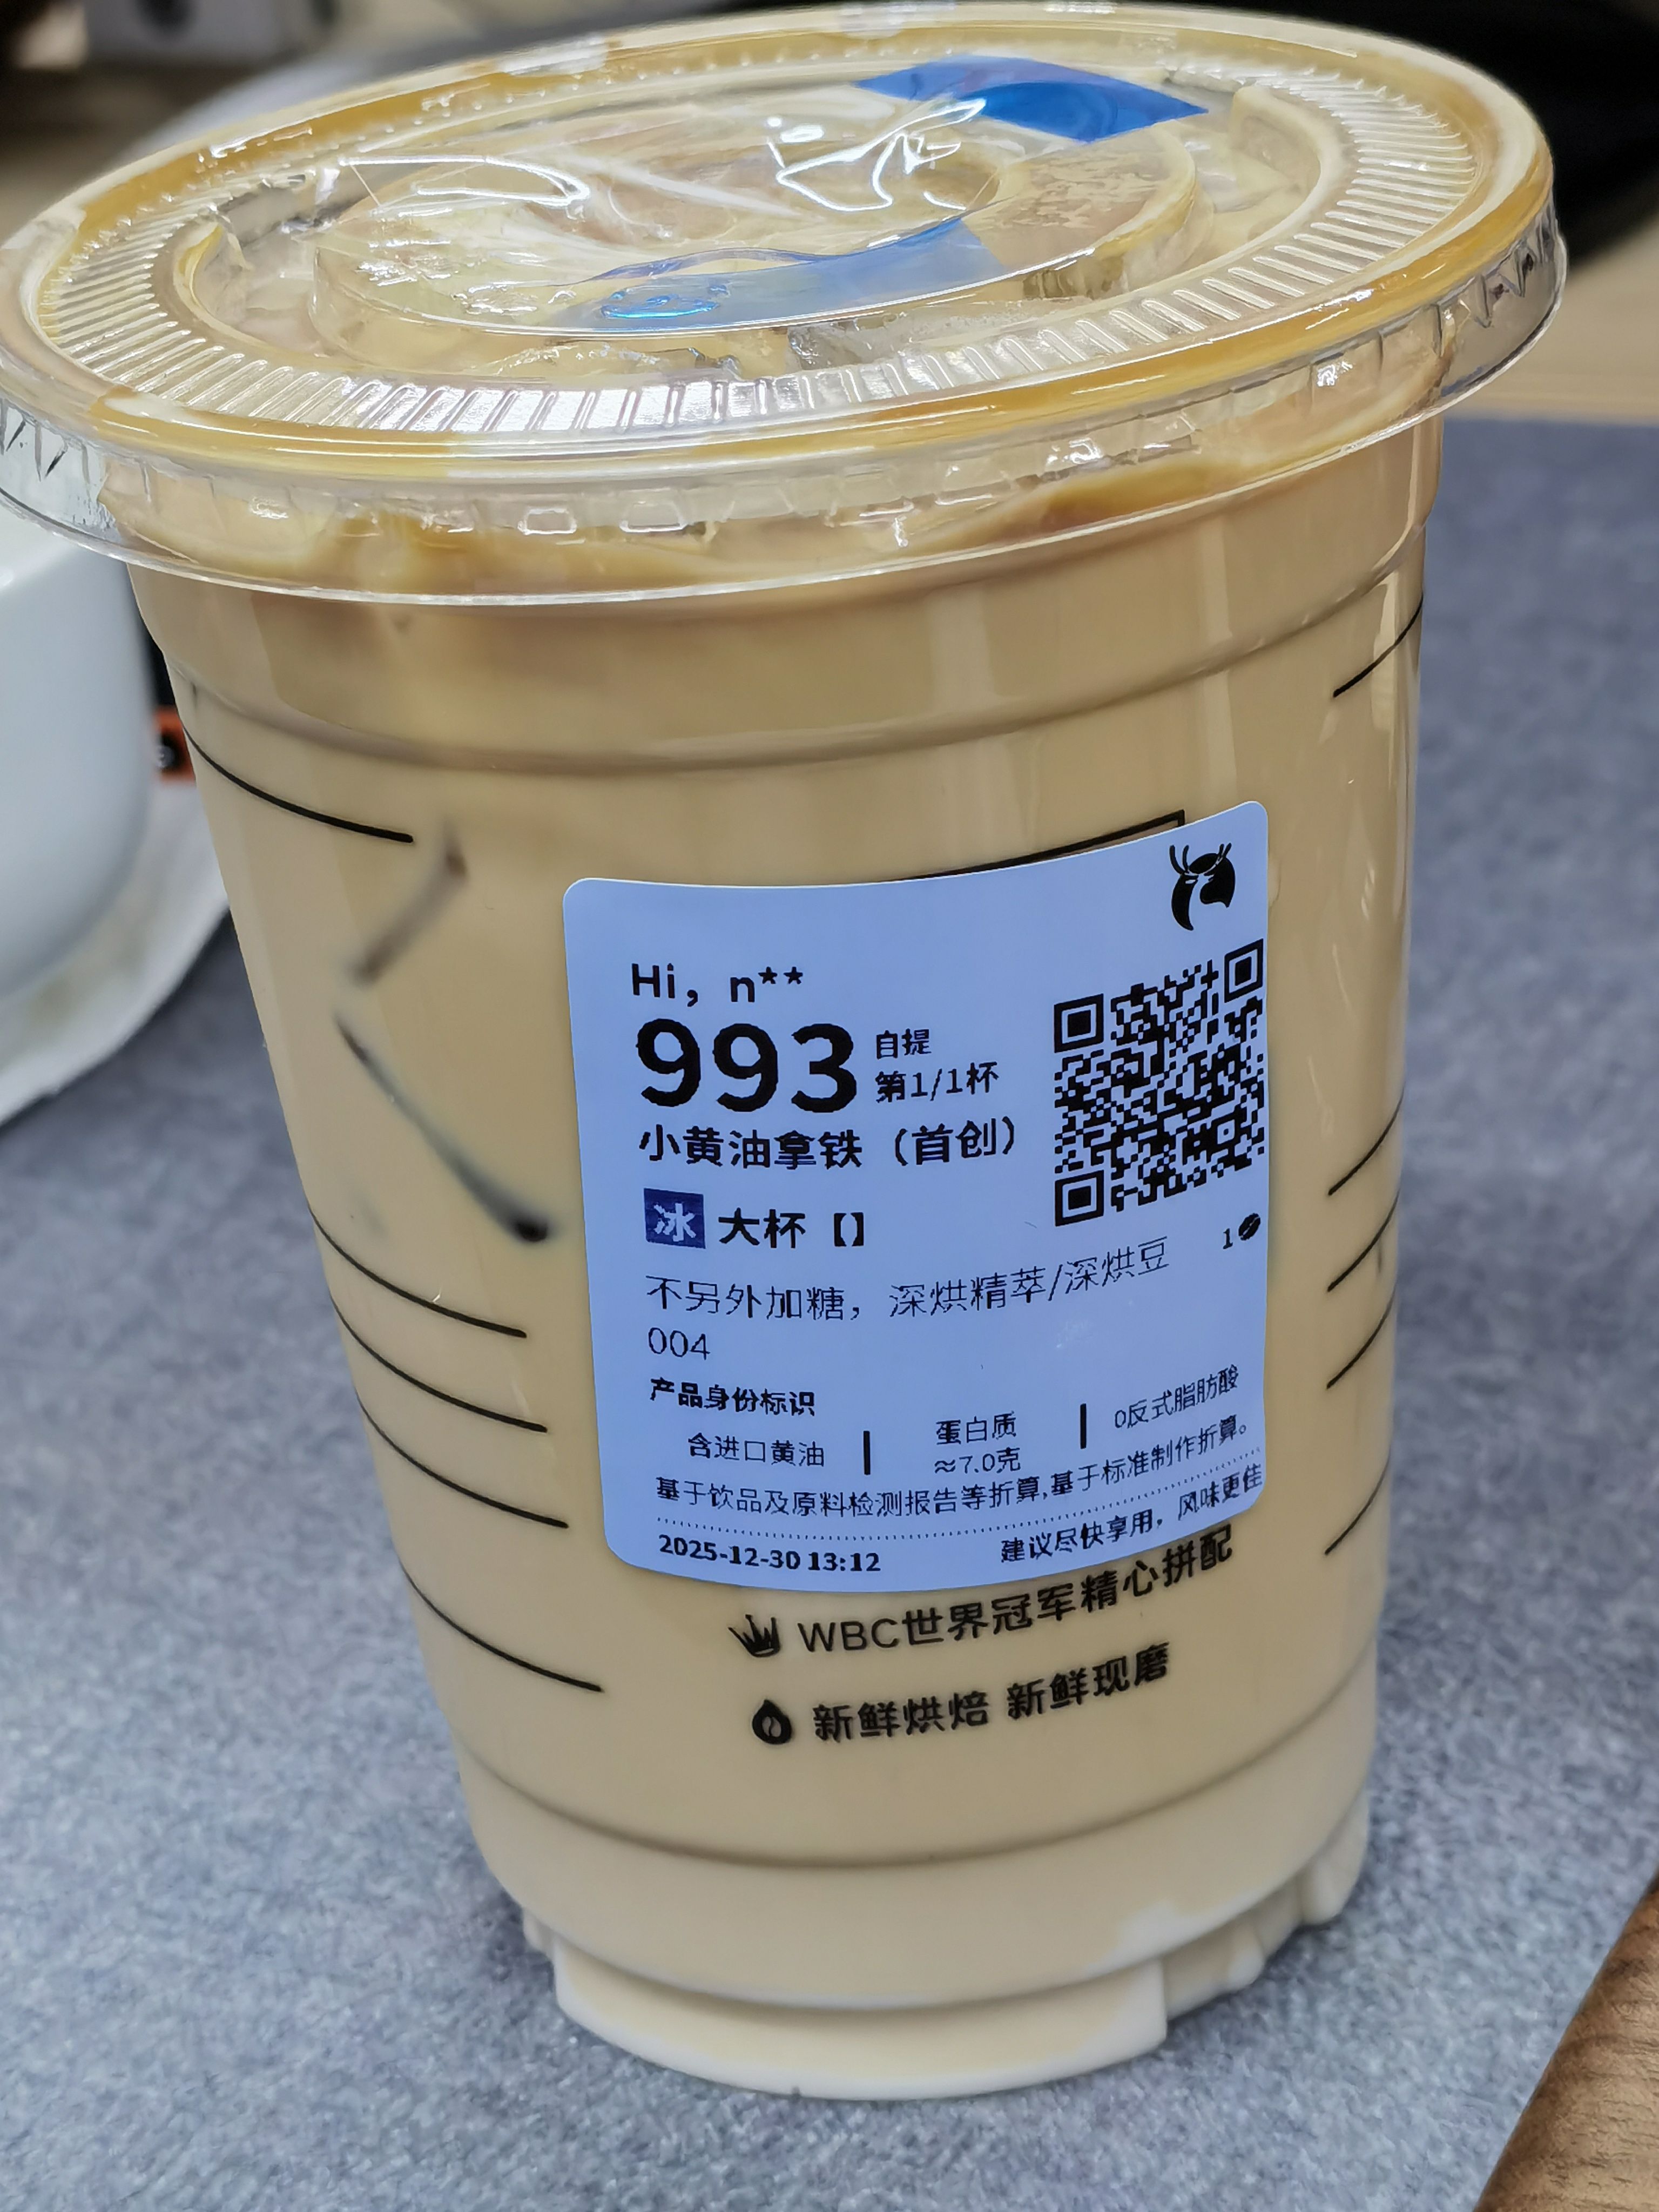 Hi，n**
993 自提
第1/1杯
小黄油拿铁（首创）
冰 大杯【】
1
不另外加糖，深烘精萃/深烘豆
004
产品身份标识
含进口黄油 | 蛋白质 ≈7.0克 | 0反式脂肪酸
基于饮品及原料检测报告等折算,基于标准制作折算。
2025-12-30 13:12 建议尽快享用，风味更佳
WBC世界冠军精心拼配
新鲜烘焙 新鲜现磨